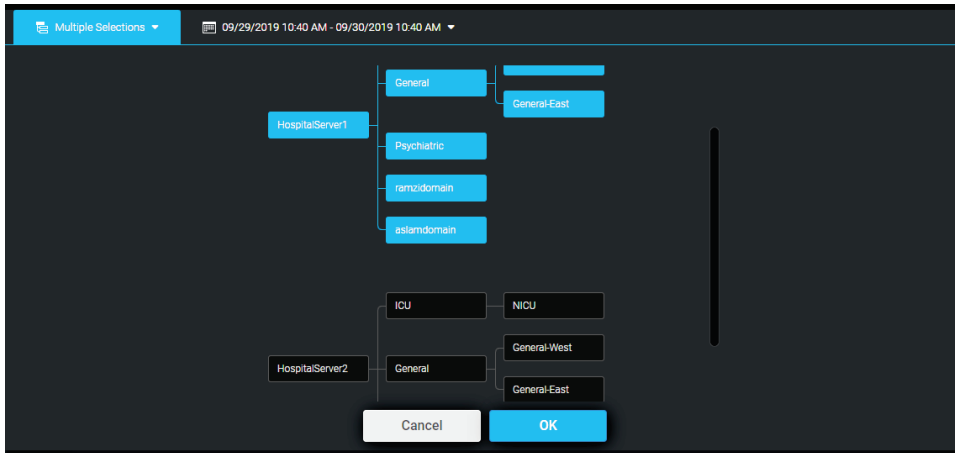 Multiple Selections
09/29/2019 10:40 AM - 09/30/2019 10:40 AM
General
General-East
HospitalServer1
Psychiatric
ramzidomain
aslamdomain
ICU
NICU
General-West
HospitalServer2
General
General-East
Cancel
OK